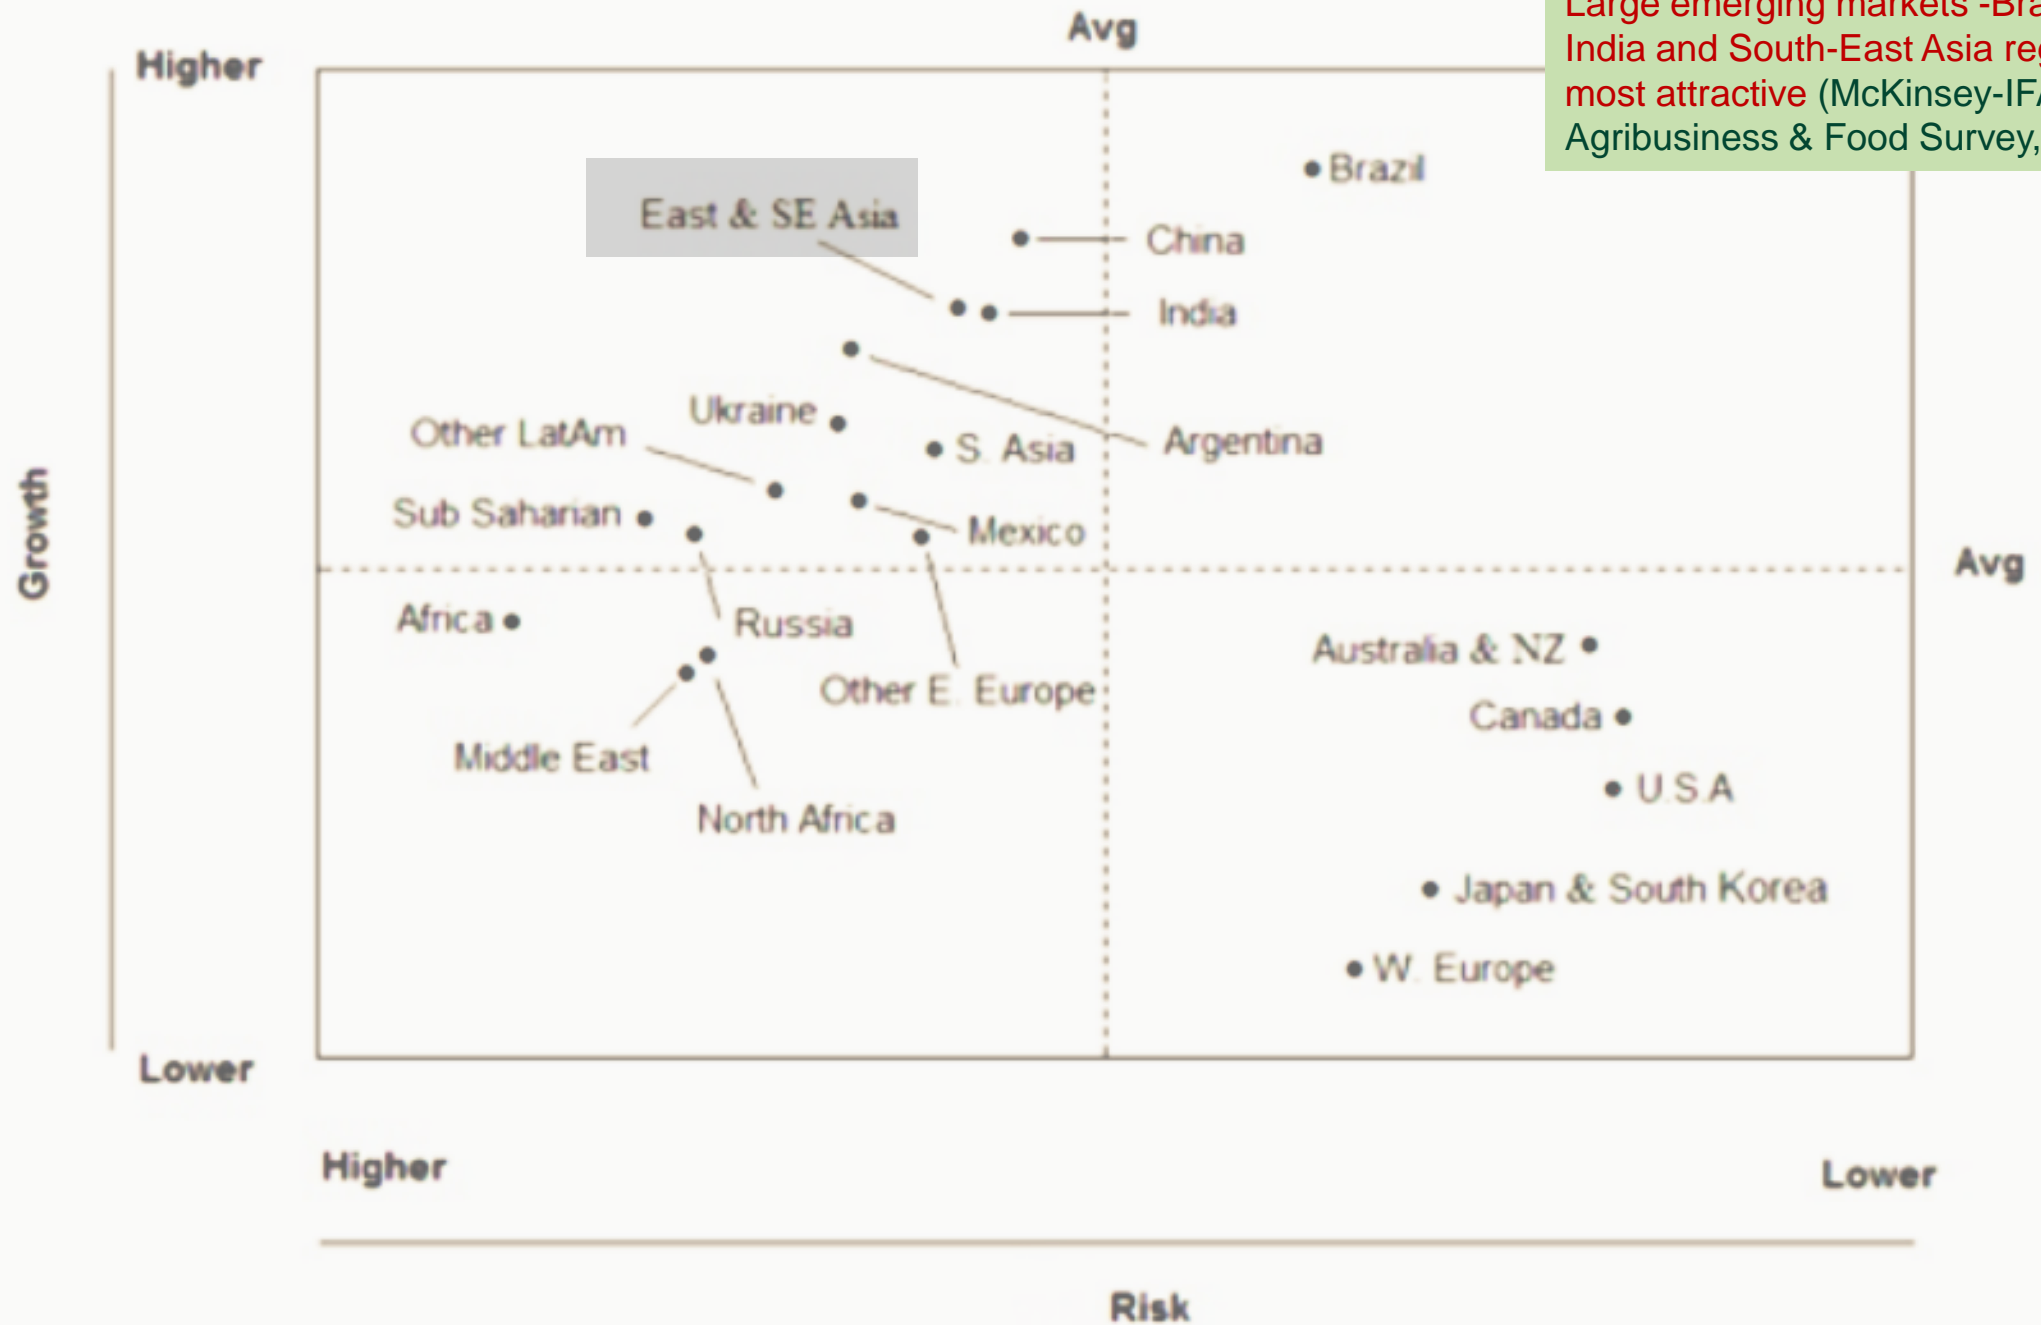 Large emerging markets -Bra
India and South-East Asia re
most attractive (McKinsey-IF
Agribusiness & Food Survey,
Avg
Higher
Brazil
East & SE Asia
China
India
Ukraine
Other LatAm
S. Asia
Argentina
Growth
Sub Saharian
Mexico
Avg
Africa
Russia
Australia & NZ
Other E. Europe
Canada
Middle East
U.S.A
North Africa
Japan & South Korea
W. Europe
Lower
Higher
Lower
Risk